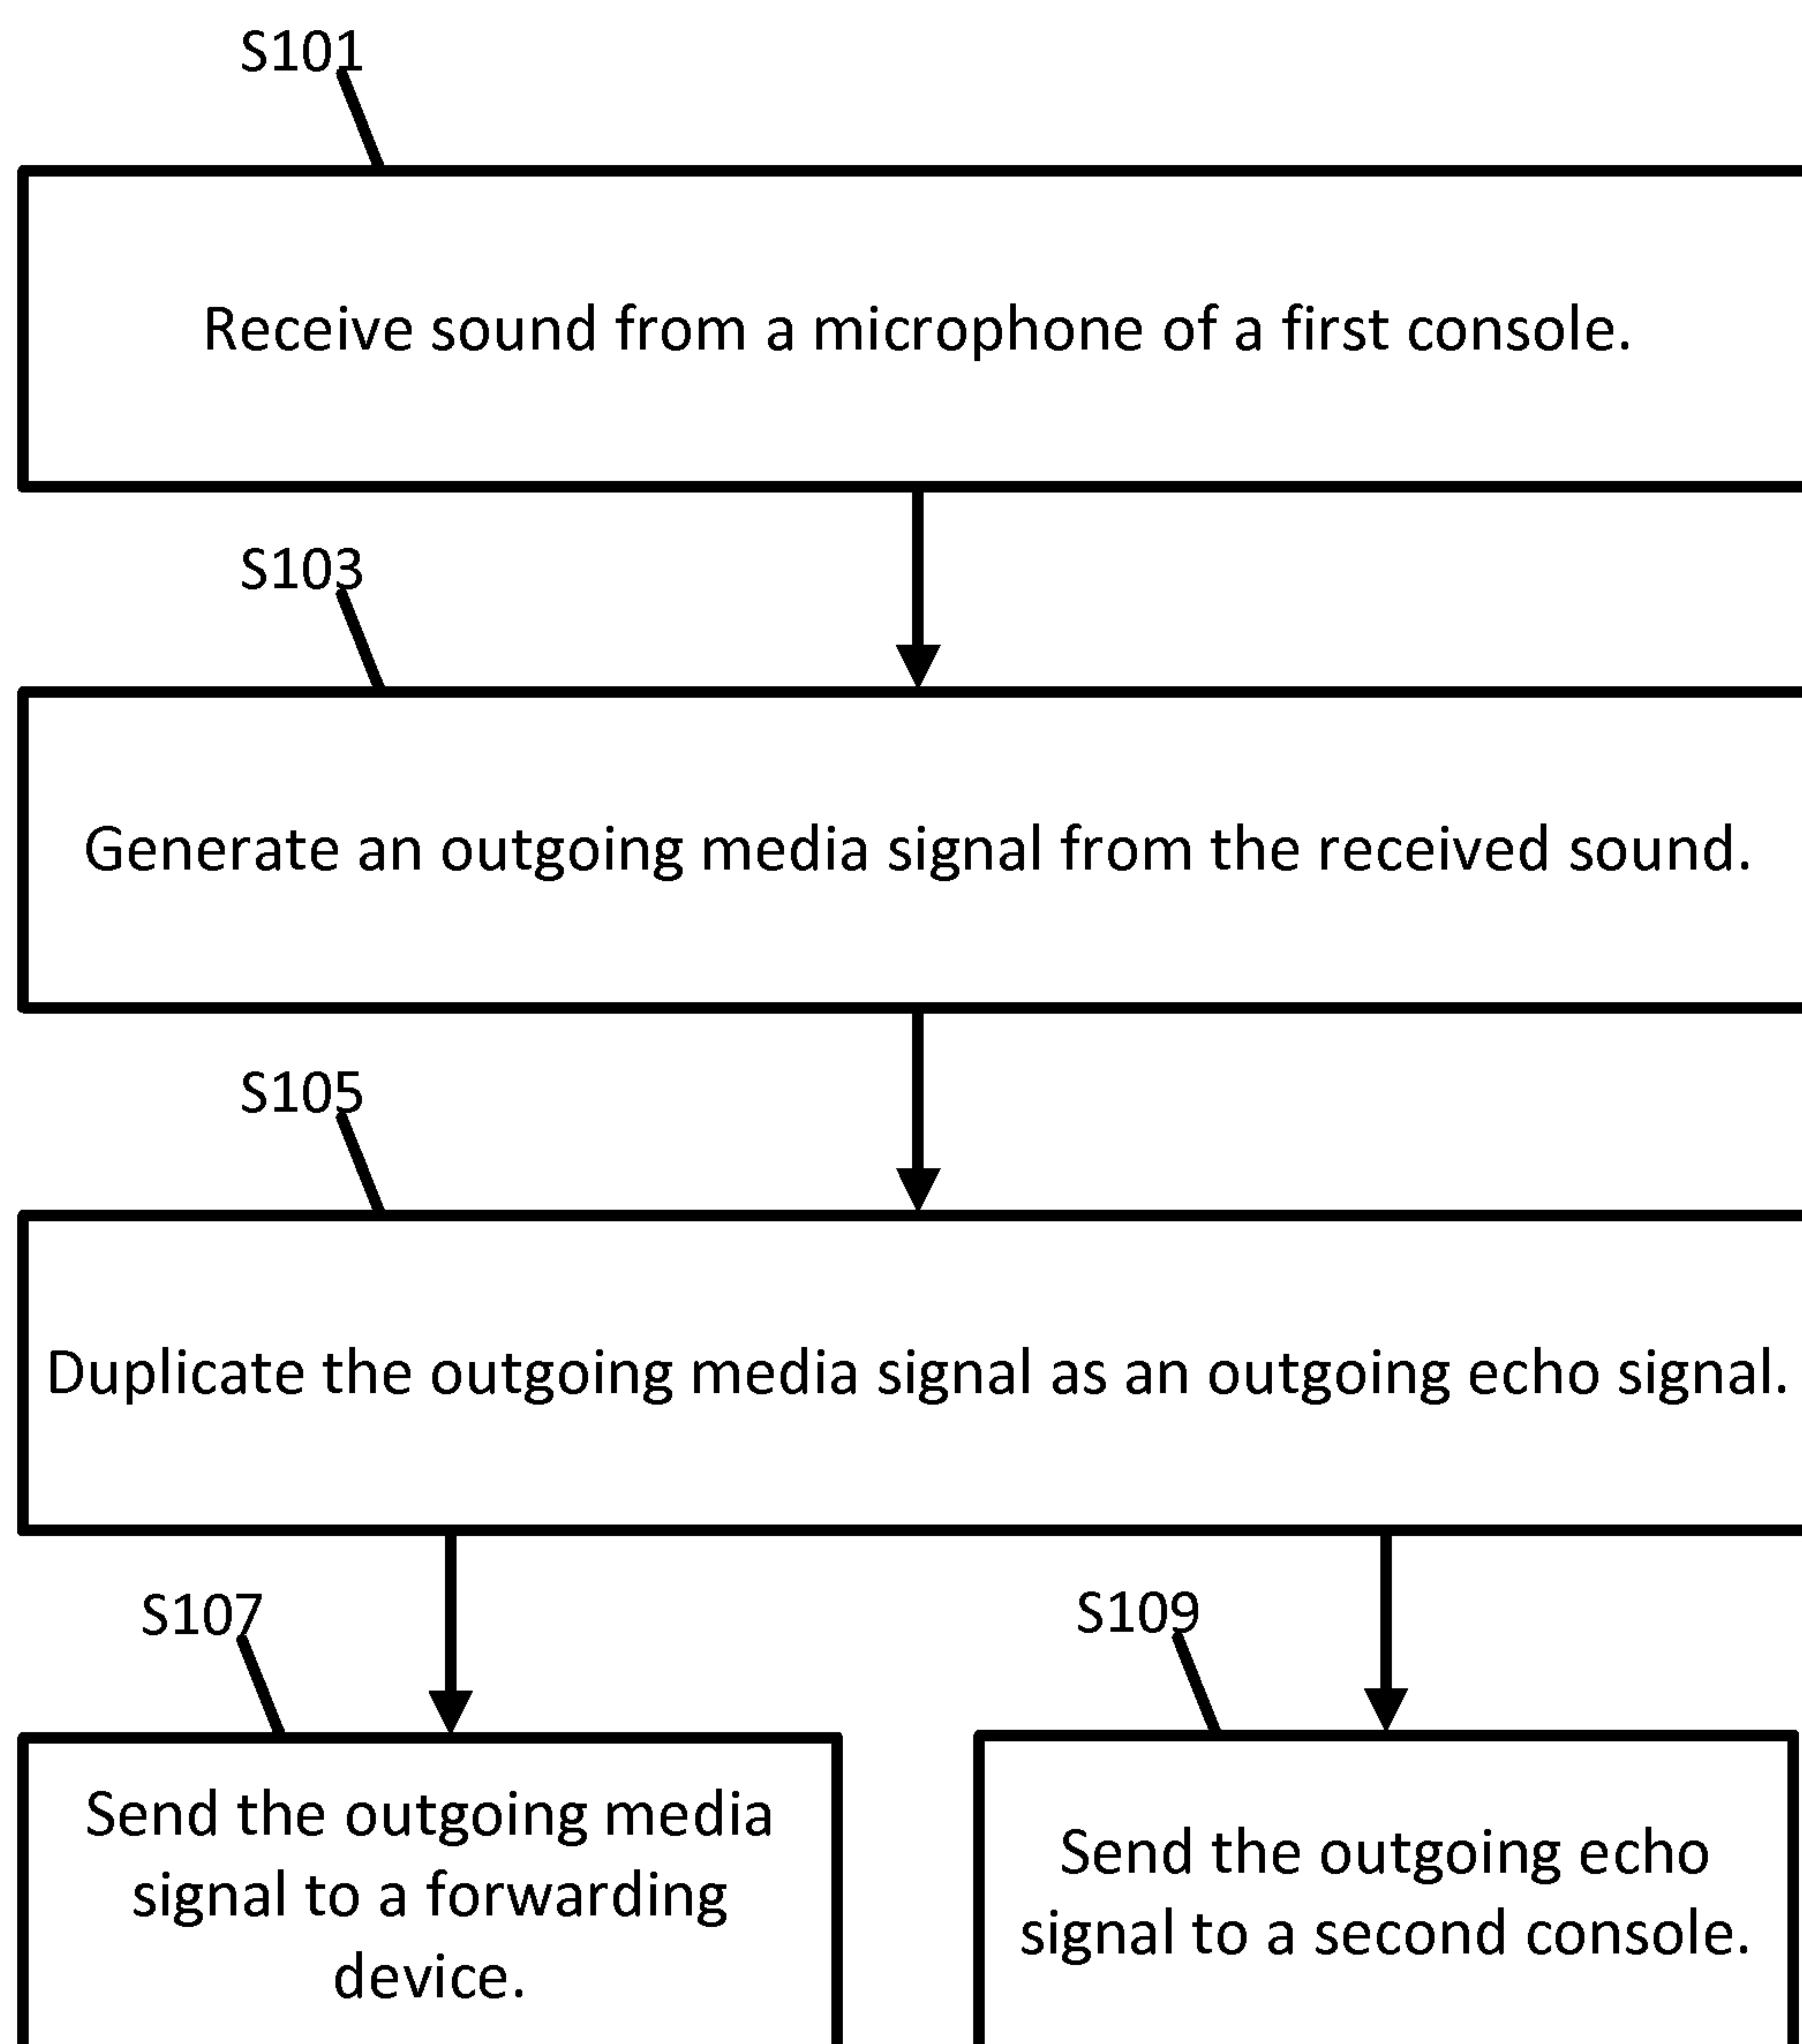 S101
Receive sound from a microphone of a first console.
S103
Generate an outgoing media signal from the received sound.
S105
Duplicate the outgoing media signal as an outgoing echo signal.
S107
Send the outgoing media
signal to a forwarding
device.
S109
Send the outgoing echo
signal to a second console.